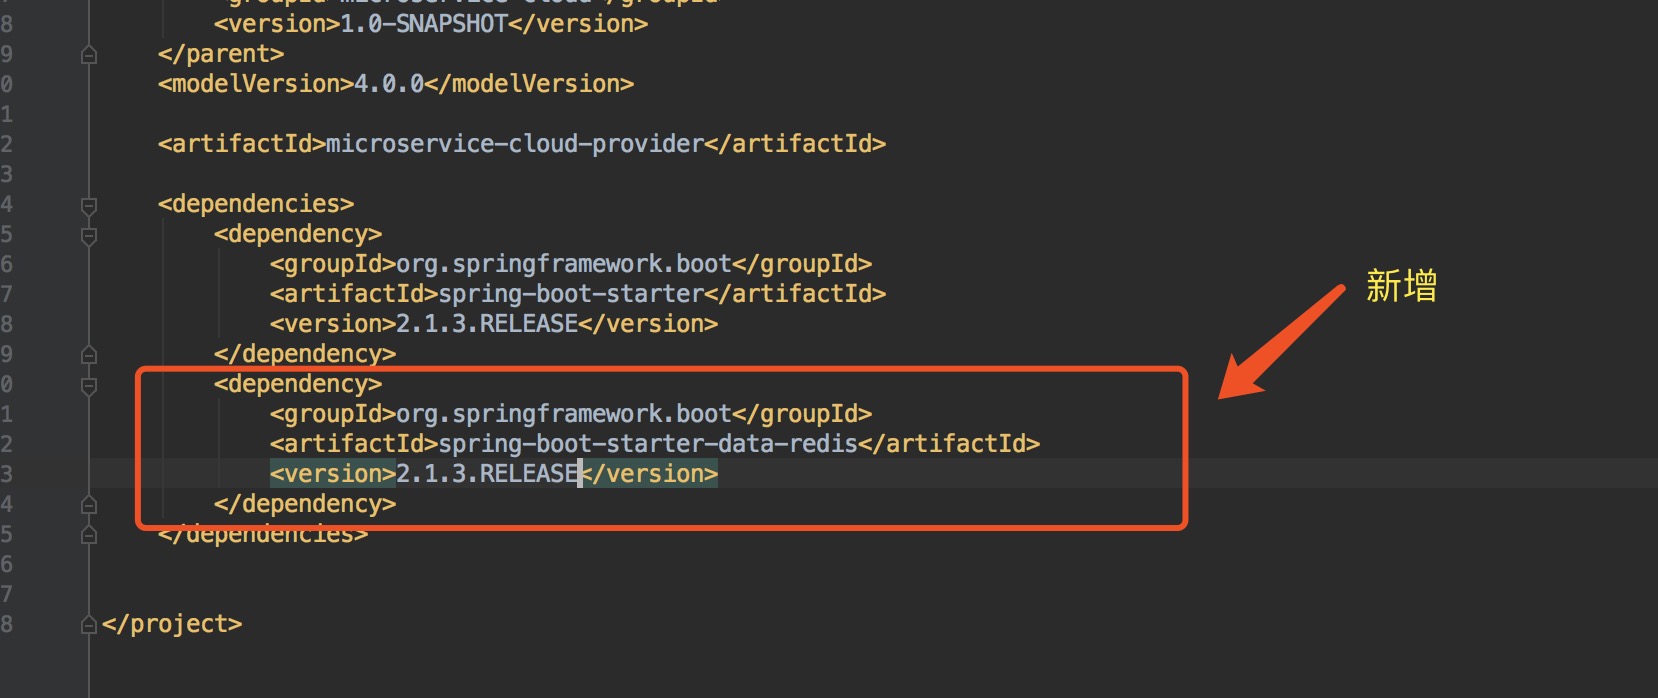 8 <version>1.0-SNAPSHOT</version>
9 </parent>
0 <modelVersion>4.0.0</modelVersion>
1
2 <artifactId>microservice-cloud-provider</artifactId>
3
4 <dependencies>
5 <dependency>
6 <groupId>org.springframework.boot</groupId>
7 <artifactId>spring-boot-starter</artifactId>
8 <version>2.1.3.RELEASE</version>
9 </dependency>
0 <dependency>
1 <groupId>org.springframework.boot</groupId>
2 <artifactId>spring-boot-starter-data-redis</artifactId>
3 <version>2.1.3.RELEASE</version>
4 </dependency>
5 </dependencies>
6
7
8 </project>
新增